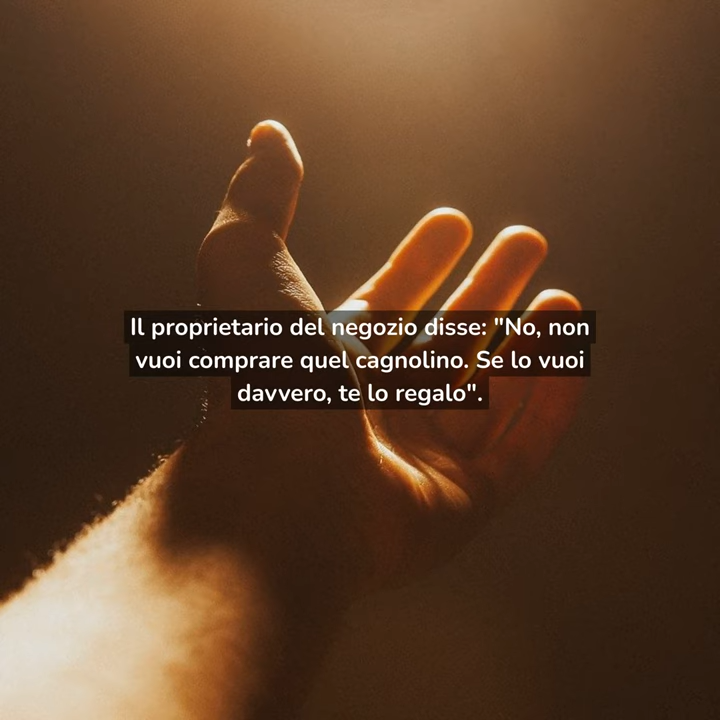 Il proprietario del negozio disse: "No, non
vuoi comprare quel cagnolino. Se lo vuoi
davvero, te lo regalo".